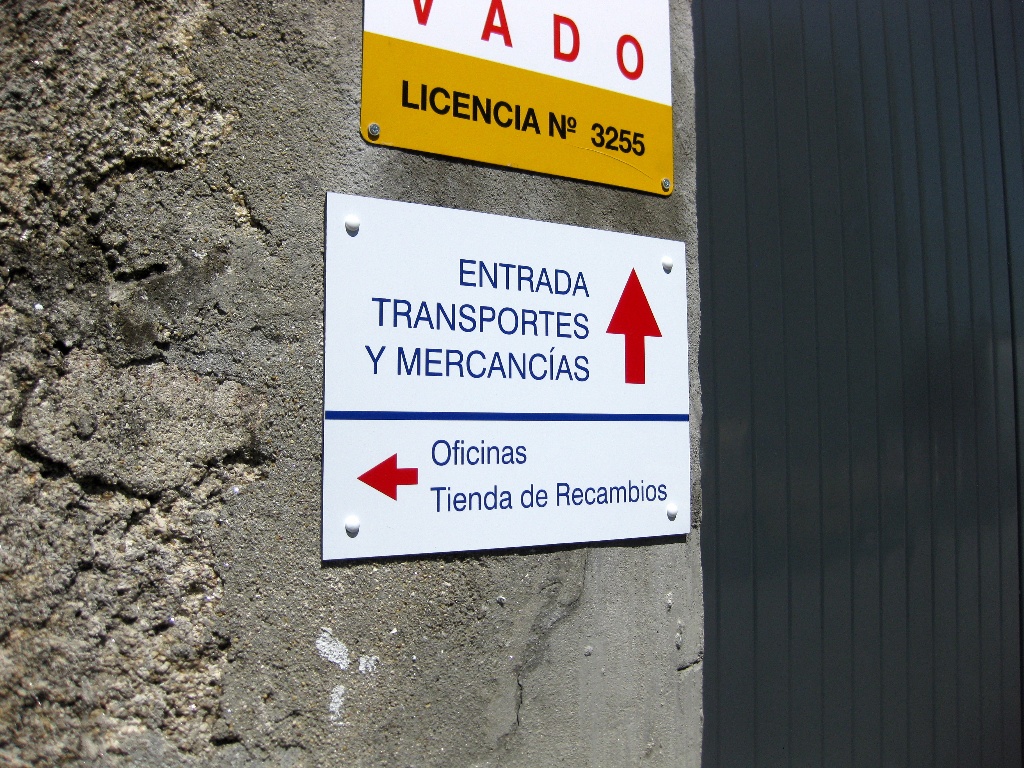 VADO
LICENCIA Nº 3255
ENTRADA
TRANSPORTES
Y MERCANCÍAS
Oficinas
Tienda de Recambios